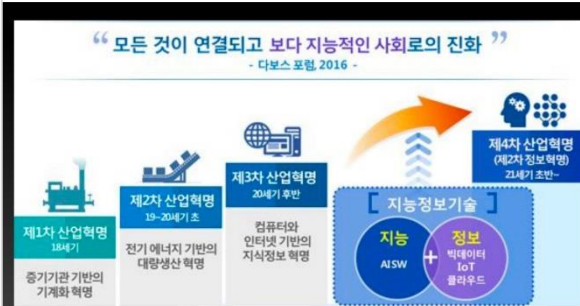 “ 모든 것이 연결되고 보다 지능적인 사회로의 진화 ”
- 다보스 포럼, 2016 -
제1차 산업혁명
18세기
증기기관 기반의
기계화 혁명
제2차 산업혁명
19~20세기 초
전기 에너지 기반의
대량생산 혁명
제3차 산업혁명
20세기 후반
컴퓨터와
인터넷 기반의
지식정보 혁명
[ 지능정보기술 ]
지능
AI SW
+
정보
빅데이터
IoT
클라우드
제4차 산업혁명
(제2차 정보혁명)
21세기 초반~